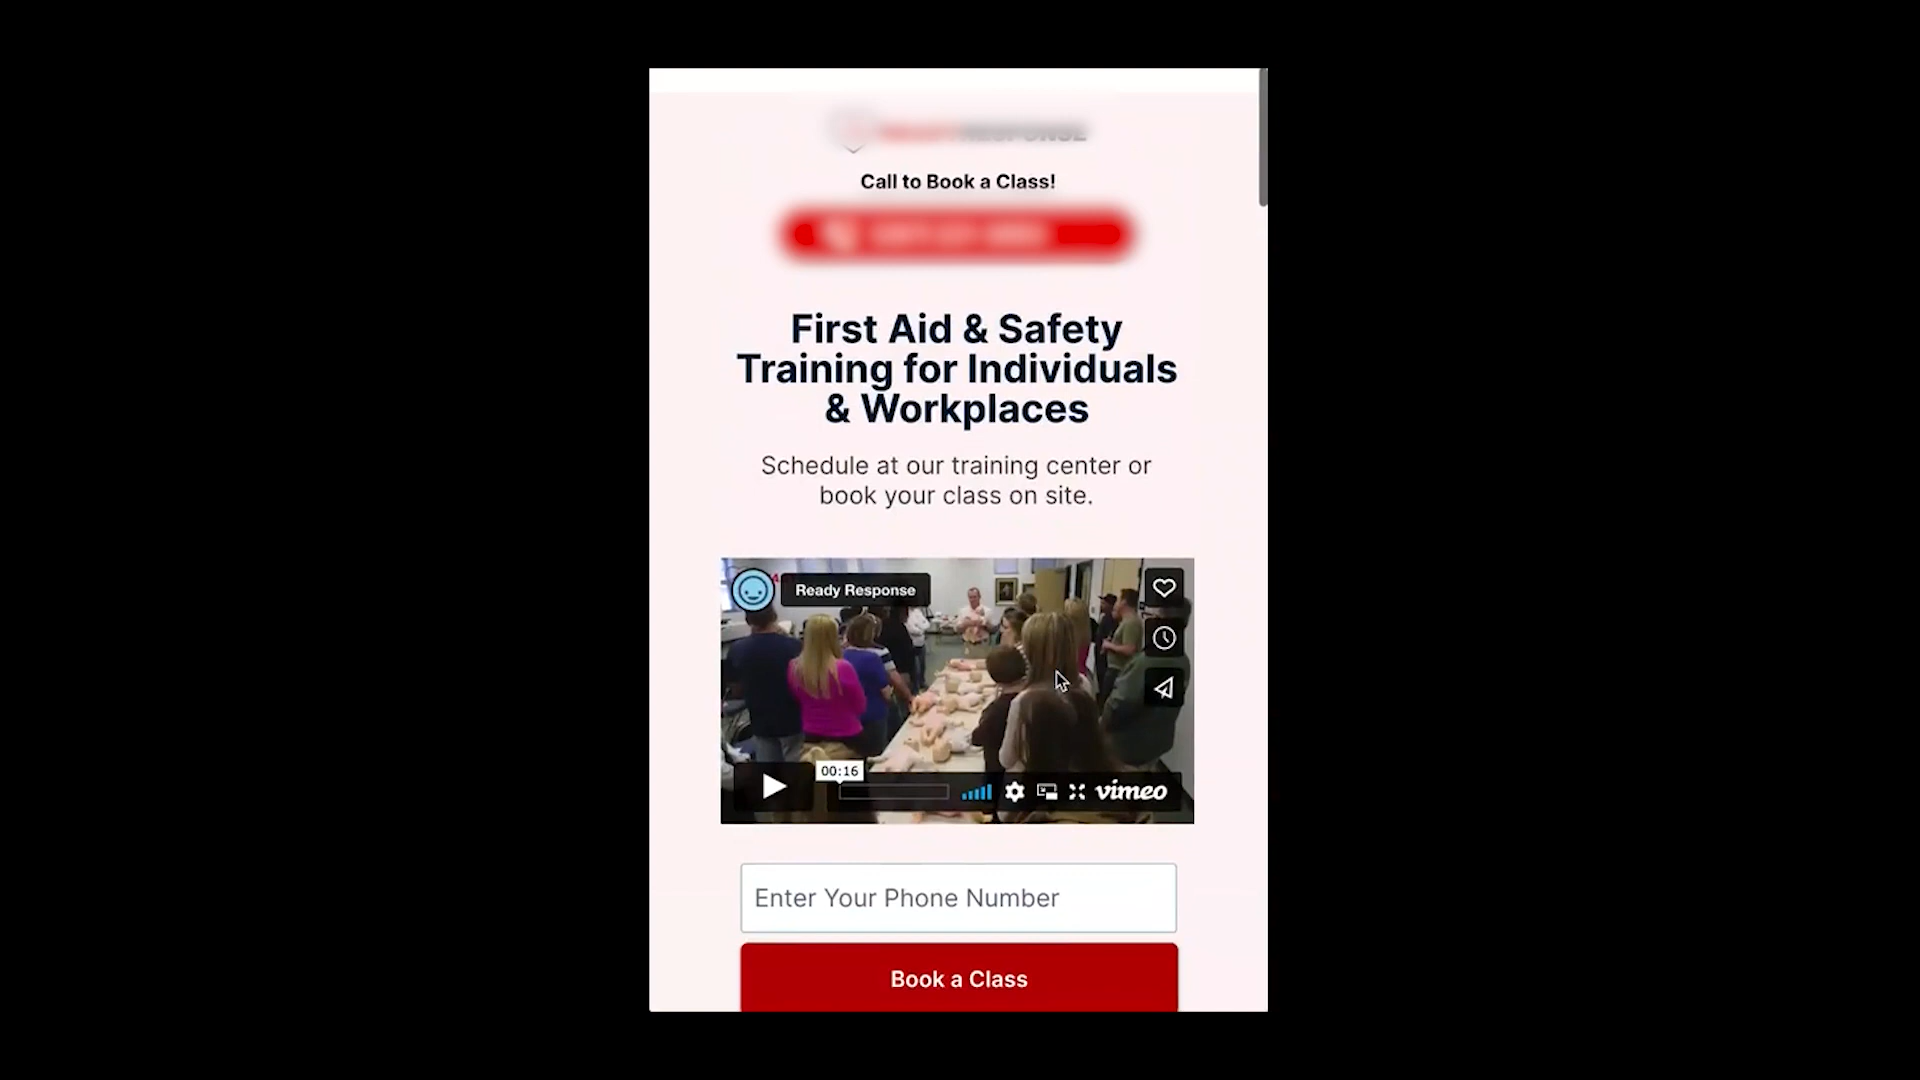 Call to Book a Class!
First Aid & Safety
Training for Individuals
& Workplaces
Schedule at our training center or
book your class on site.
Ready Response
00:16
vimeo
Enter Your Phone Number
Book a Class